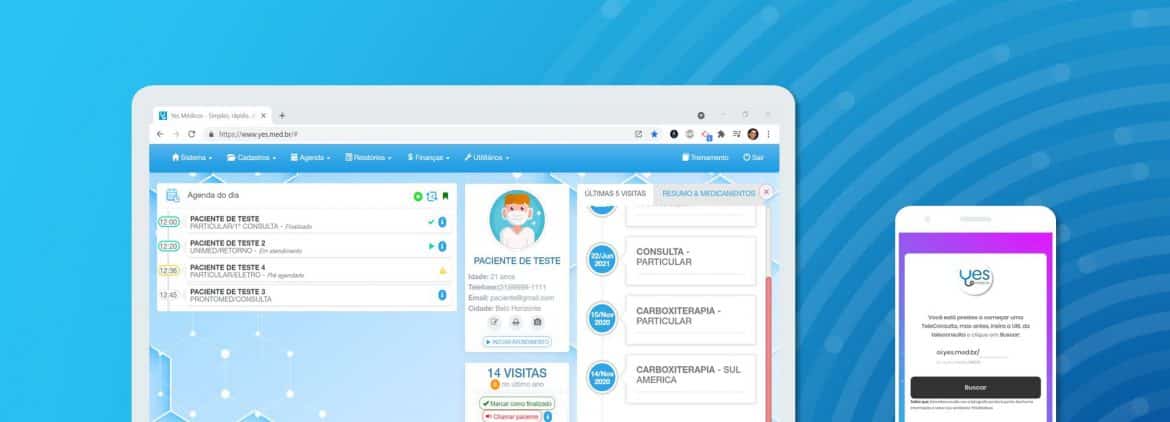 Yes Médicos - Simples, rápido, d
https://www.yes.med.br/#
Sistema
Cadastros
Agenda
Relatórios
$ Finanças
Utilitários
Treinamento
Sair
Agenda do dia
12:00
PACIENTE DE TESTE
PARTICULAR/1ª CONSULTA - Finalizado
12:20
PACIENTE DE TESTE 2
UNIMED/RETORNO - Em atendimento
12:36
PACIENTE DE TESTE 4
PARTICULAR/ELETRO - Pré agendado
12:45
PACIENTE DE TESTE 3
PRONTOMED/CONSULTA
PACIENTE DE TESTE
Idade: 21 anos
Telefone:(31)99999-1111
Email: paciente@gmail.com
Cidade: Belo Horizonte
INICIAR ATENDIMENTO
14 VISITAS
no último ano
Marcar como finalizado
Chamar paciente
ÚLTIMAS 5 VISITAS
RESUMO & MEDICAMENTOS
22/Jun
2021
CONSULTA -
PARTICULAR
15/Nov
2020
CARBOXITERAPIA -
PARTICULAR
14/Nov
2020
CARBOXITERAPIA - SUL
AMERICA
yes
Você está prestes a começar uma
TeleConsulta, mas antes, insira a URL da
teleconsulta e clique em Buscar:
oi.yes.med.br/
Buscar